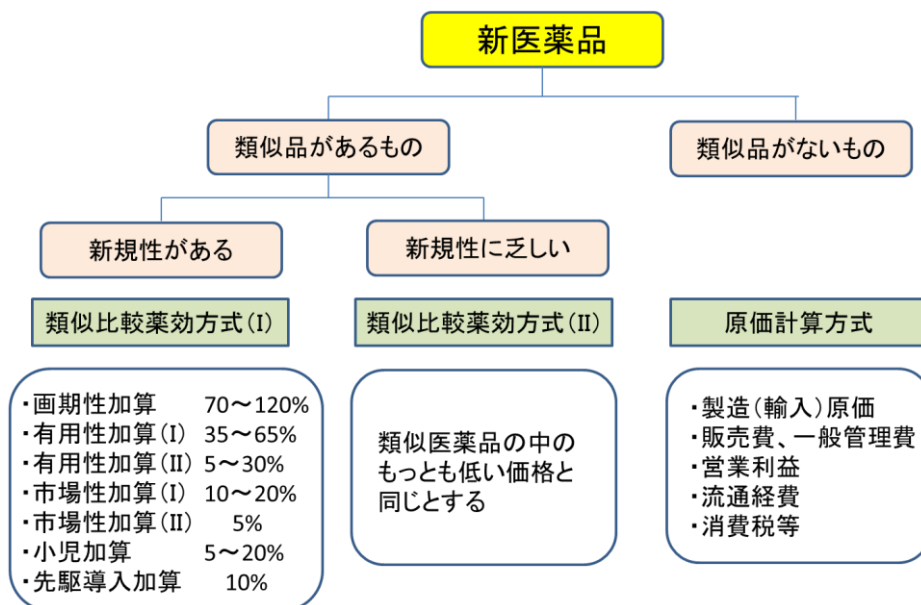 新医薬品
類似品があるもの
類似品がないもの
新規性がある
新規性に乏しい
類似比較薬効方式(I)
類似比較薬効方式(II)
原価計算方式
・画期性加算 70～120%
・有用性加算(I) 35～65%
・有用性加算(II) 5～30%
・市場性加算(I) 10～20%
・市場性加算(II) 5%
・小児加算 5～20%
・先駆導入加算 10%
類似医薬品の中の
もっとも低い価格と
同じとする
・製造(輸入)原価
・販売費、一般管理費
・営業利益
・流通経費
・消費税等